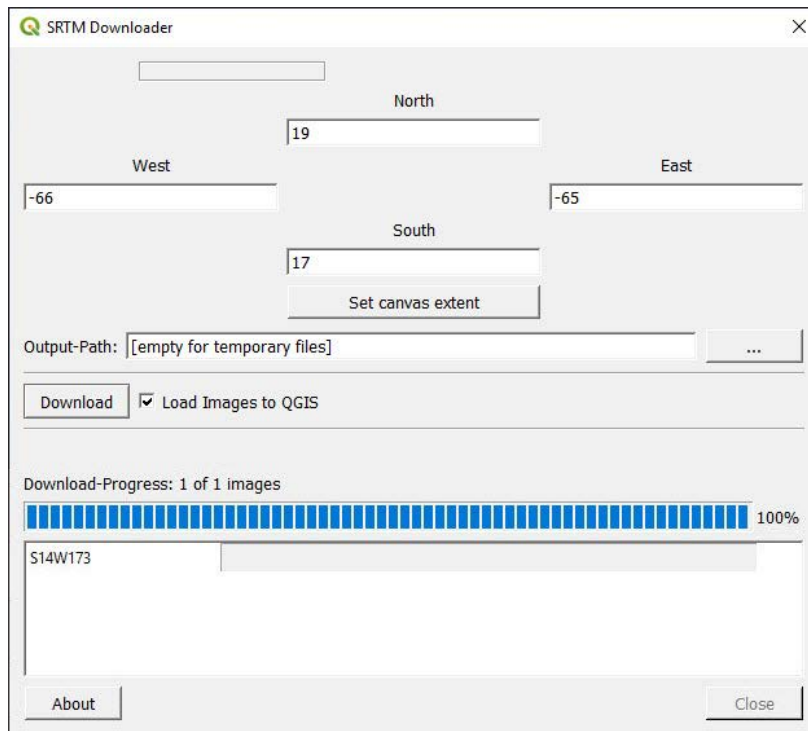 SRTM Downloader
North
19
West
East
-66
-65
South
17
Set canvas extent
Output-Path: [empty for temporary files] ...
Download Load Images to QGIS
Download-Progress: 1 of 1 images
100%
S14W173
About
Close